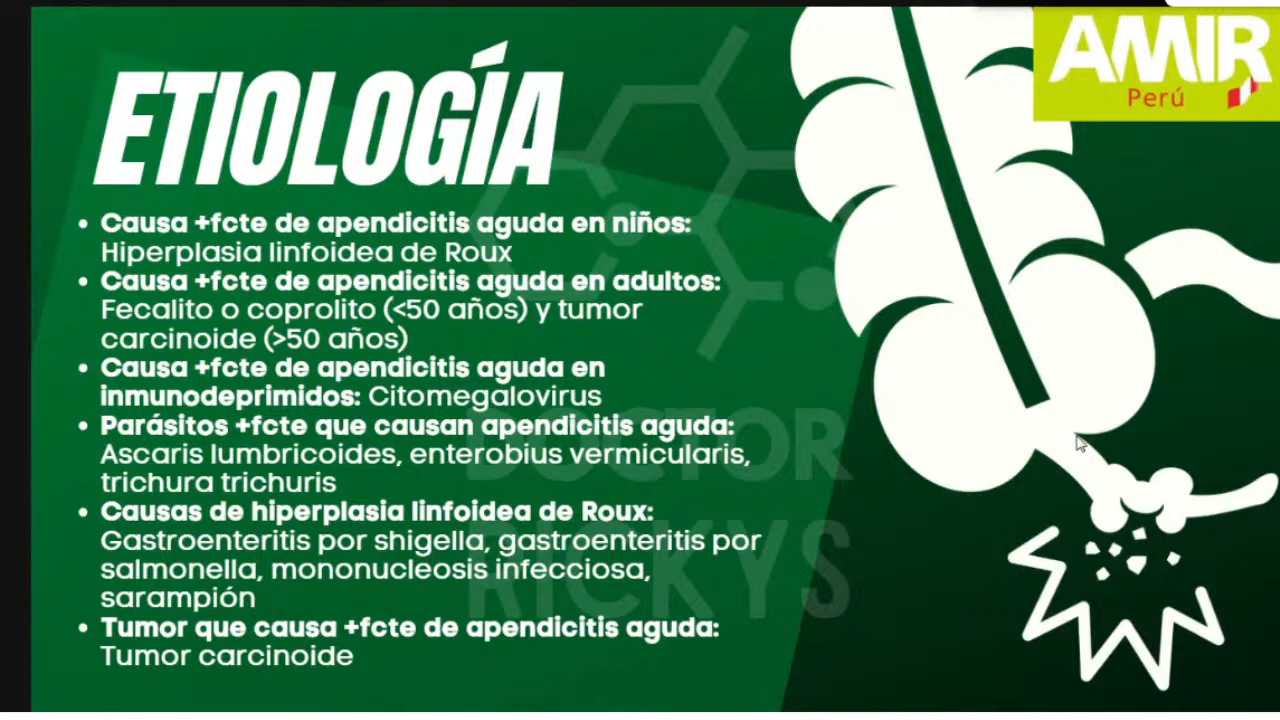 AMIR
Perú
ETIOLOGÍA
• Causa +fcte de apendicitis aguda en niños:
Hiperplasia linfoidea de Roux
• Causa +fcte de apendicitis aguda en adultos:
Fecalito o coprolito (<50 años) y tumor
carcinoide (>50 años)
• Causa +fcte de apendicitis aguda en
inmunodeprimidos: Citomegalovirus
• Parásitos +fcte que causan apendicitis aguda:
Ascaris lumbricoides, enterobius vermicularis,
trichura trichuris
• Causas de hiperplasia linfoidea de Roux:
Gastroenteritis por shigella, gastroenteritis por
salmonella, mononucleosis infecciosa,
sarampión
• Tumor que causa +fcte de apendicitis aguda:
Tumor carcinoide
DOCTOR
RICKYS